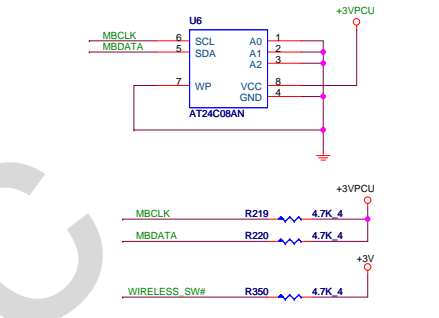 +3VPCU
U6
MBCLK 6 SCL A0 1
MBDATA 5 SDA A1 2
A2 3
7 WP VCC 8
GND 4
AT24C08AN
+3VPCU
MBCLK R219 4.7K_4
MBDATA R220 4.7K_4
+3V
WIRELESS_SW# R350 4.7K_4